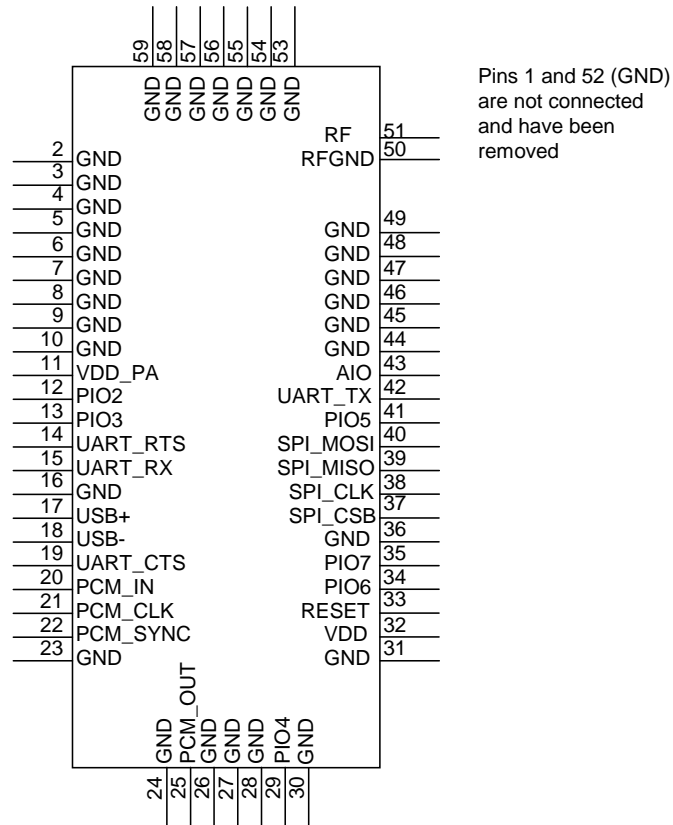 59 58 57 56 55 54 53
GND GND GND GND GND GND GND
Pins 1 and 52 (GND)
are not connected
and have been
removed
RF 51
RFGND 50
2 GND
3 GND
4 GND
5 GND
6 GND
7 GND
8 GND
9 GND
10 GND
11 VDD_PA
12 PIO2
13 PIO3
14 UART_RTS
15 UART_RX
16 GND
17 USB+
18 USB-
19 UART_CTS
20 PCM_IN
21 PCM_CLK
22 PCM_SYNC
23 GND
GND 49
GND 48
GND 47
GND 46
GND 45
GND 44
AIO 43
UART_TX 42
PIO5 41
SPI_MOSI 40
SPI_MISO 39
SPI_CLK 38
SPI_CSB 37
GND 36
PIO7 35
PIO6 34
RESET 33
VDD 32
GND 31
GND PCM_OUT GND GND GND PIO4 GND
24 25 26 27 28 29 30